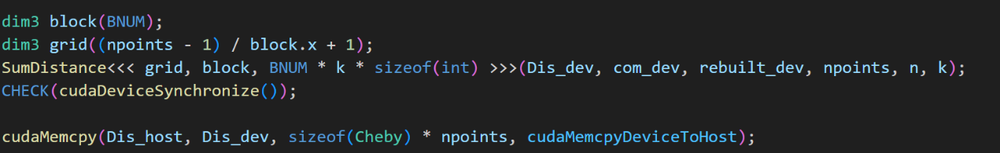 dim3 block(BNUM);
dim3 grid((npoints - 1) / block.x + 1);
SumDistance<<< grid, block, BNUM * k * sizeof(int) >>>(Dis_dev, com_dev, rebuilt_dev, npoints, n, k);
CHECK(cudaDeviceSynchronize());
cudaMemcpy(Dis_host, Dis_dev, sizeof(Cheby) * npoints, cudaMemcpyDeviceToHost);